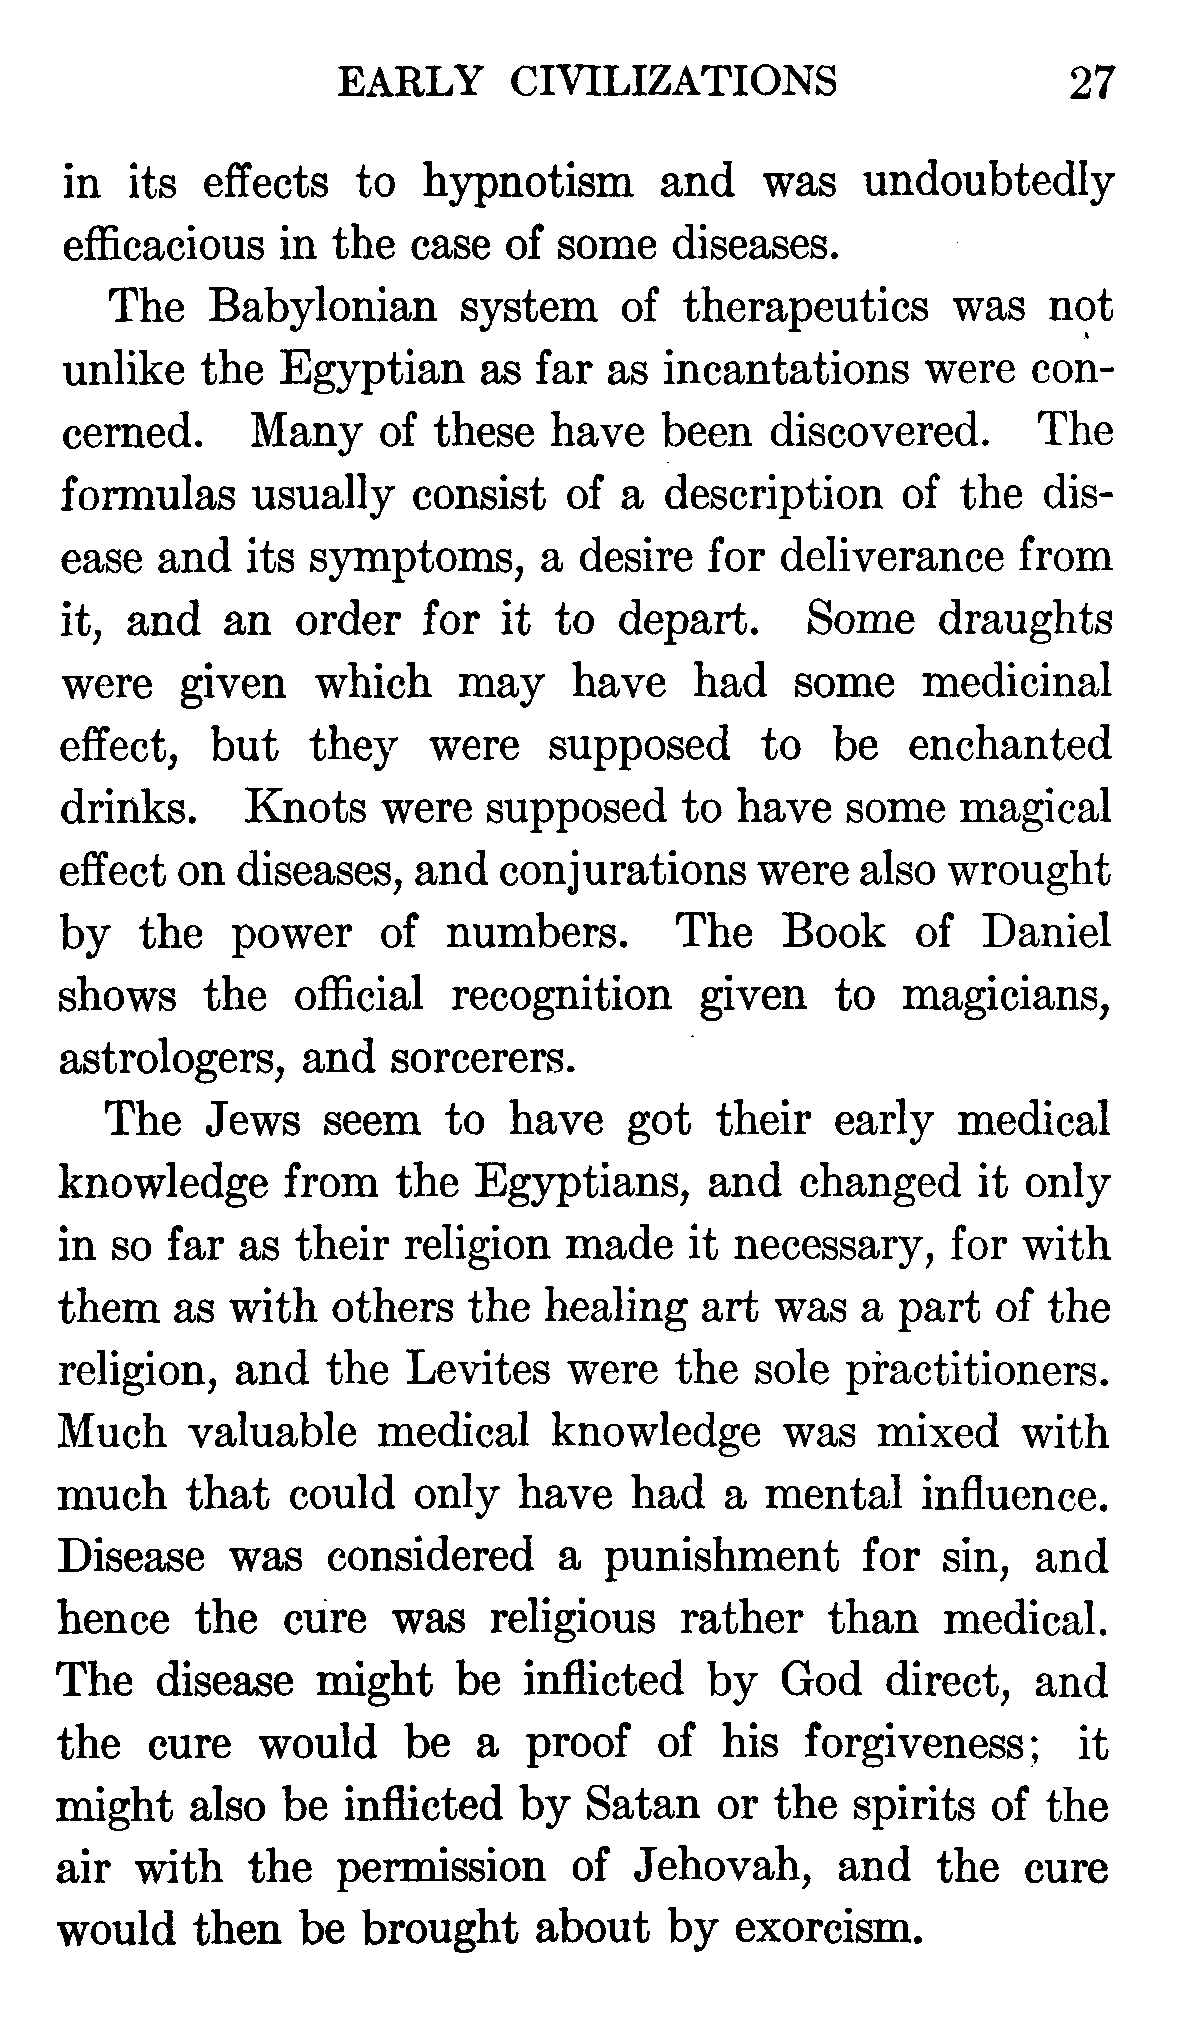 EARLY CIVILIZATIONS 27
in its effects to hypnotism and was undoubtedly
efficacious in the case of some diseases.
The Babylonian system of therapeutics was not
unlike the Egyptian as far as incantations were con-
cerned. Many of these have been discovered. The
formulas usually consist of a description of the dis-
ease and its symptoms, a desire for deliverance from
it, and an order for it to depart. Some draughts
were given which may have had some medicinal
effect, but they were supposed to be enchanted
drinks. Knots were supposed to have some magical
effect on diseases, and conjurations were also wrought
by the power of numbers. The Book of Daniel
shows the official recognition given to magicians,
astrologers, and sorcerers.
The Jews seem to have got their early medical
knowledge from the Egyptians, and changed it only
in so far as their religion made it necessary, for with
them as with others the healing art was a part of the
religion, and the Levites were the sole practitioners.
Much valuable medical knowledge was mixed with
much that could only have had a mental influence.
Disease was considered a punishment for sin, and
hence the cure was religious rather than medical.
The disease might be inflicted by God direct, and
the cure would be a proof of his forgiveness; it
might also be inflicted by Satan or the spirits of the
air with the permission of Jehovah, and the cure
would then be brought about by exorcism.